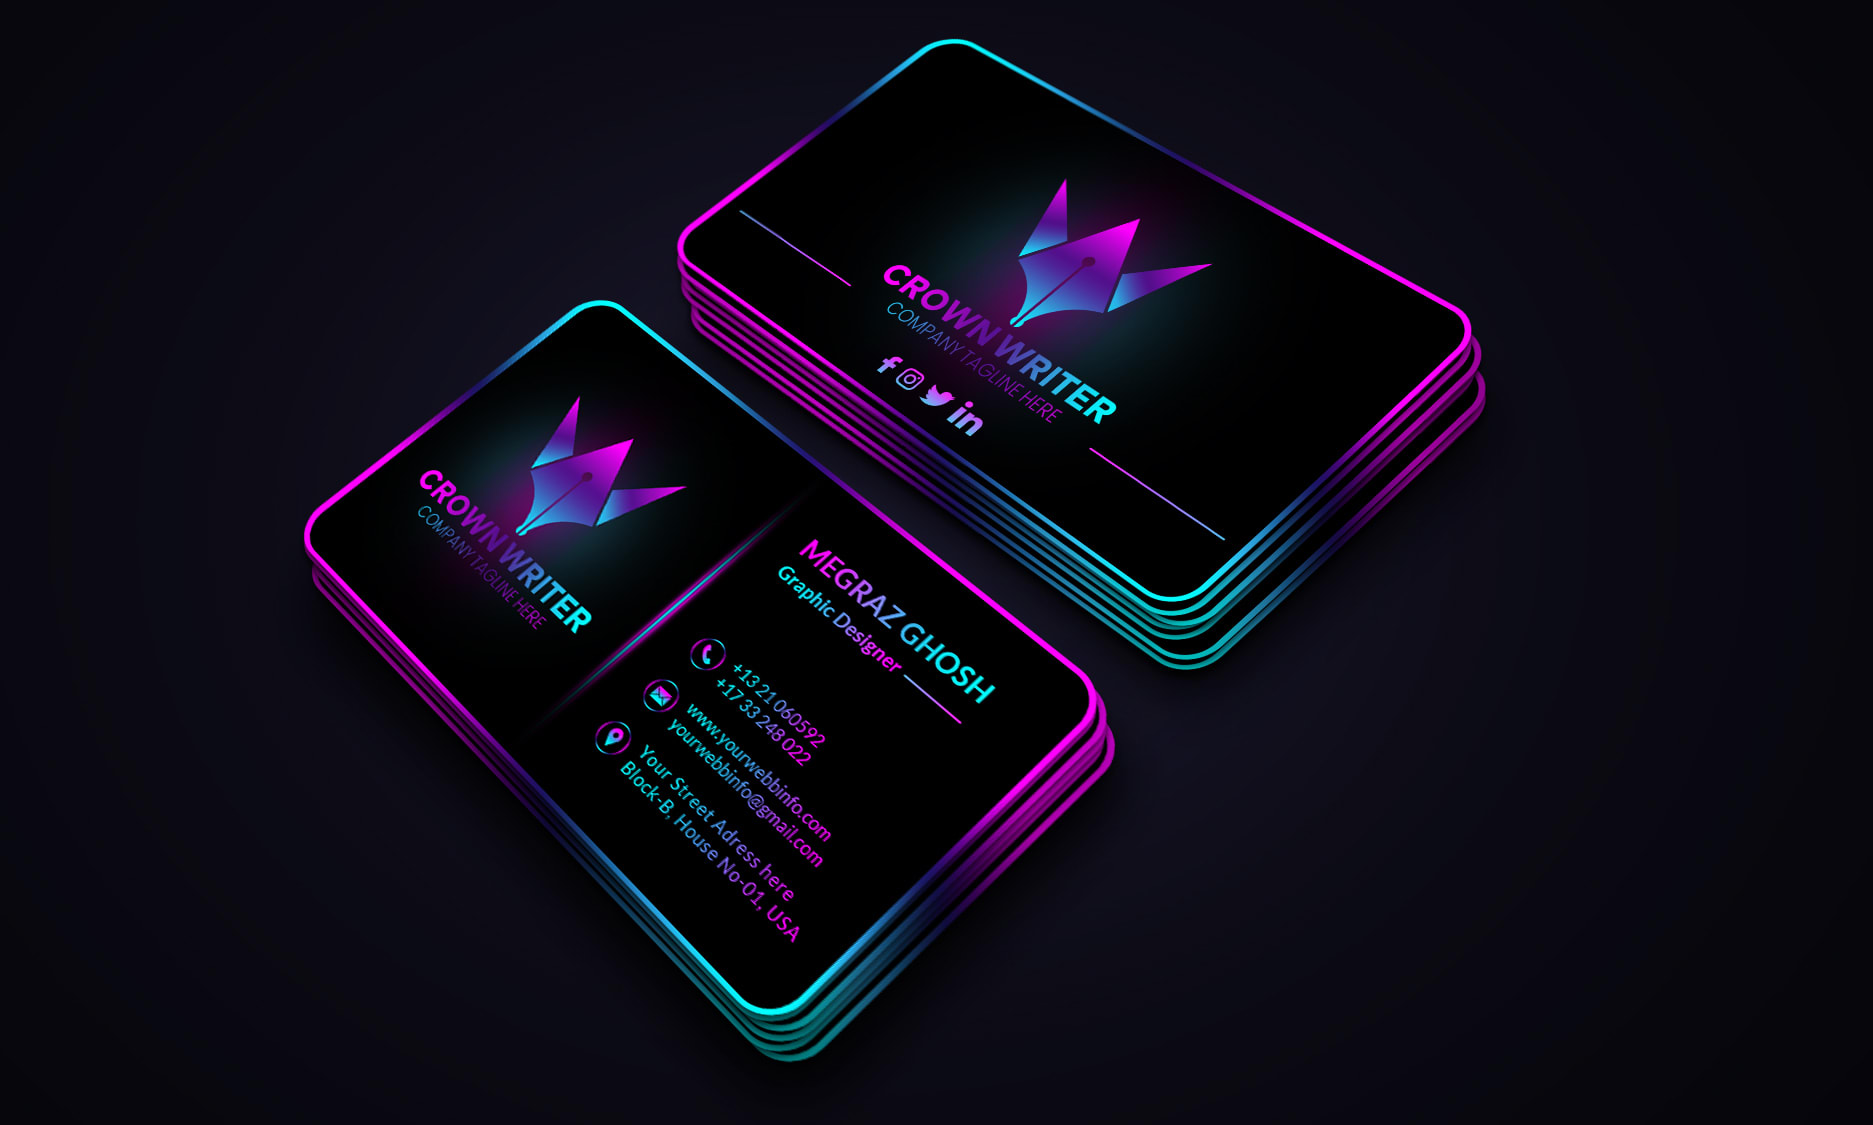 CROWN WRITER
COMPANY TAGLINE HERE
CROWN WRITER
COMPANY TAGLINE HERE
MEGRAZ GHOSH
Graphic Designer
+13 21 060592
+17 33 248 022
www.yourwebbinfo.com
yourwebbinfo@gmail.com
Your Street Adress here
Block-B, House No-01, USA